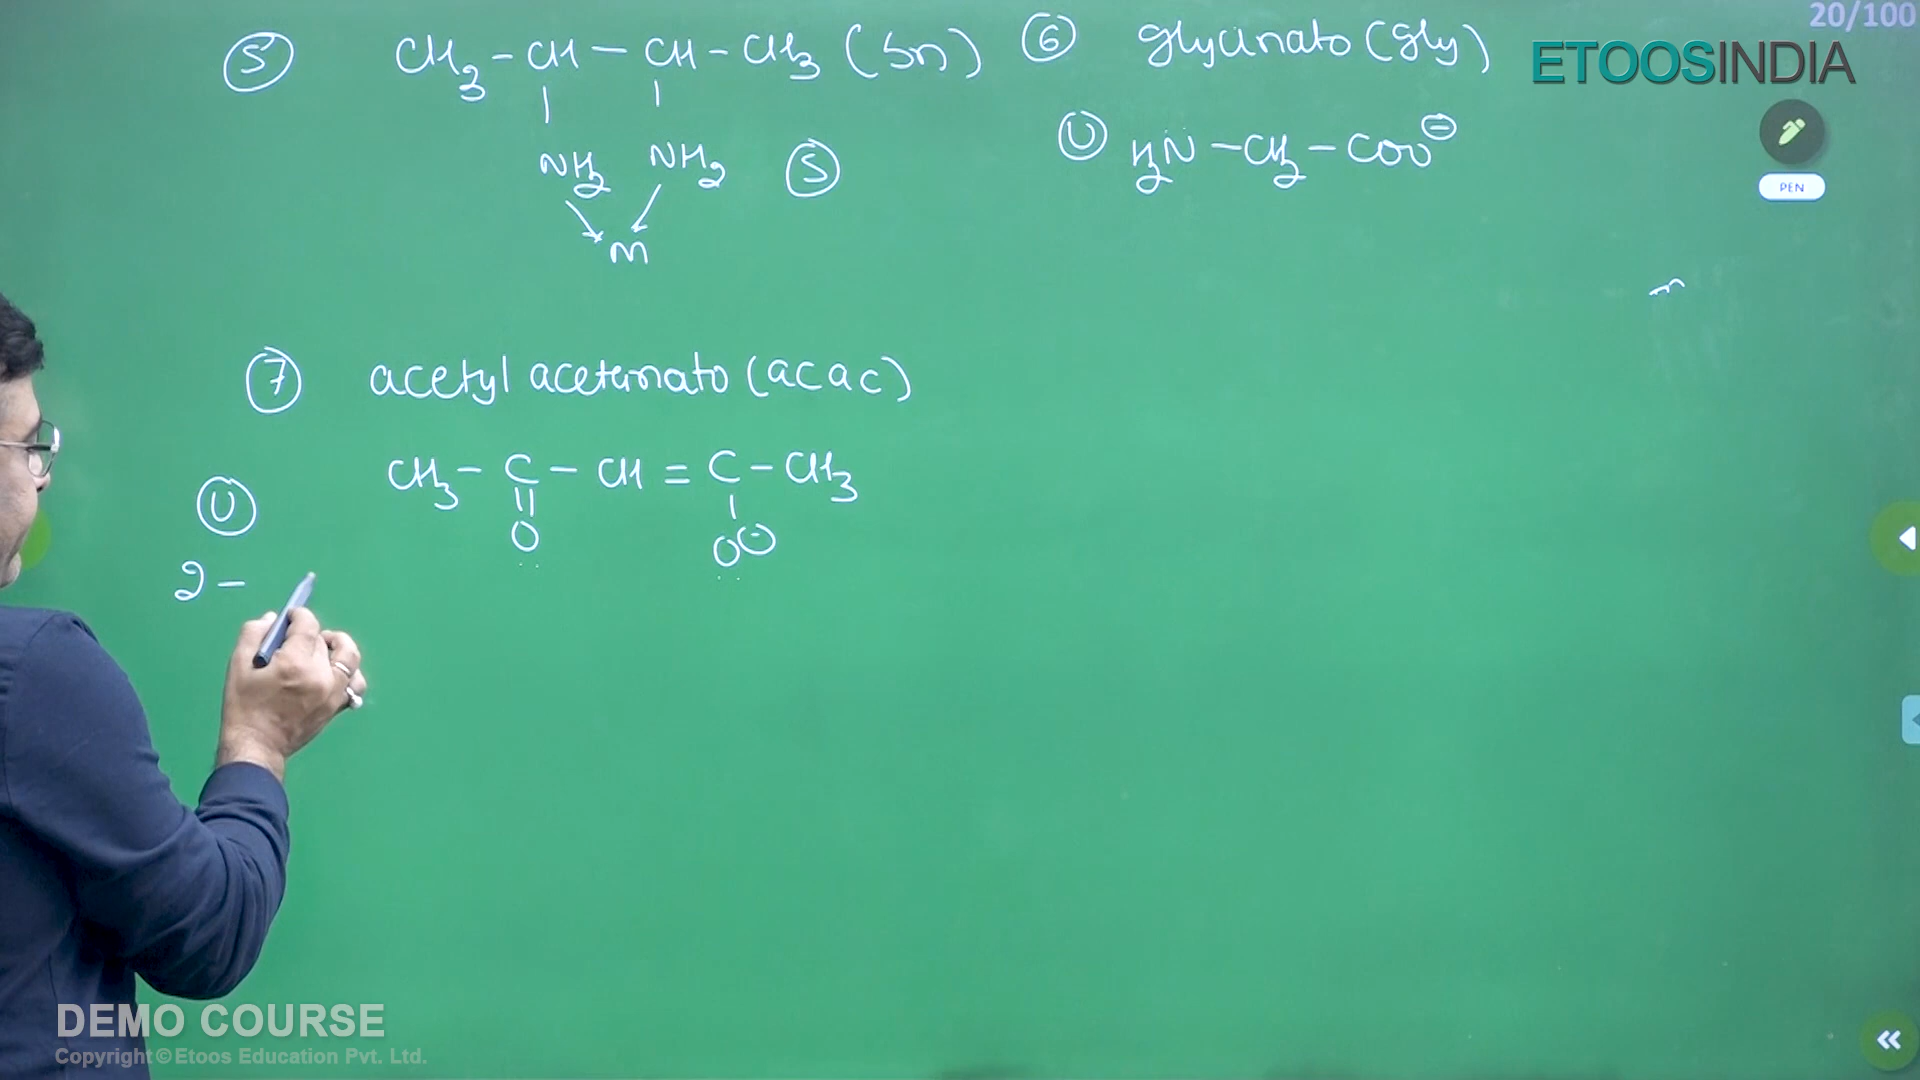 20/100
ETOOSINDIA
PEN
5 CH3-CH-CH-CH3 (bn)
NH2 NH2 S
M
6 glycinato (gly)
U H2N-CH2-COO⊖
7 acetyl acetanato (acac)
U CH3-C-CH=C-CH3
O O⊖
2-
DEMO COURSE
Copyright © Etoos Education Pvt. Ltd.